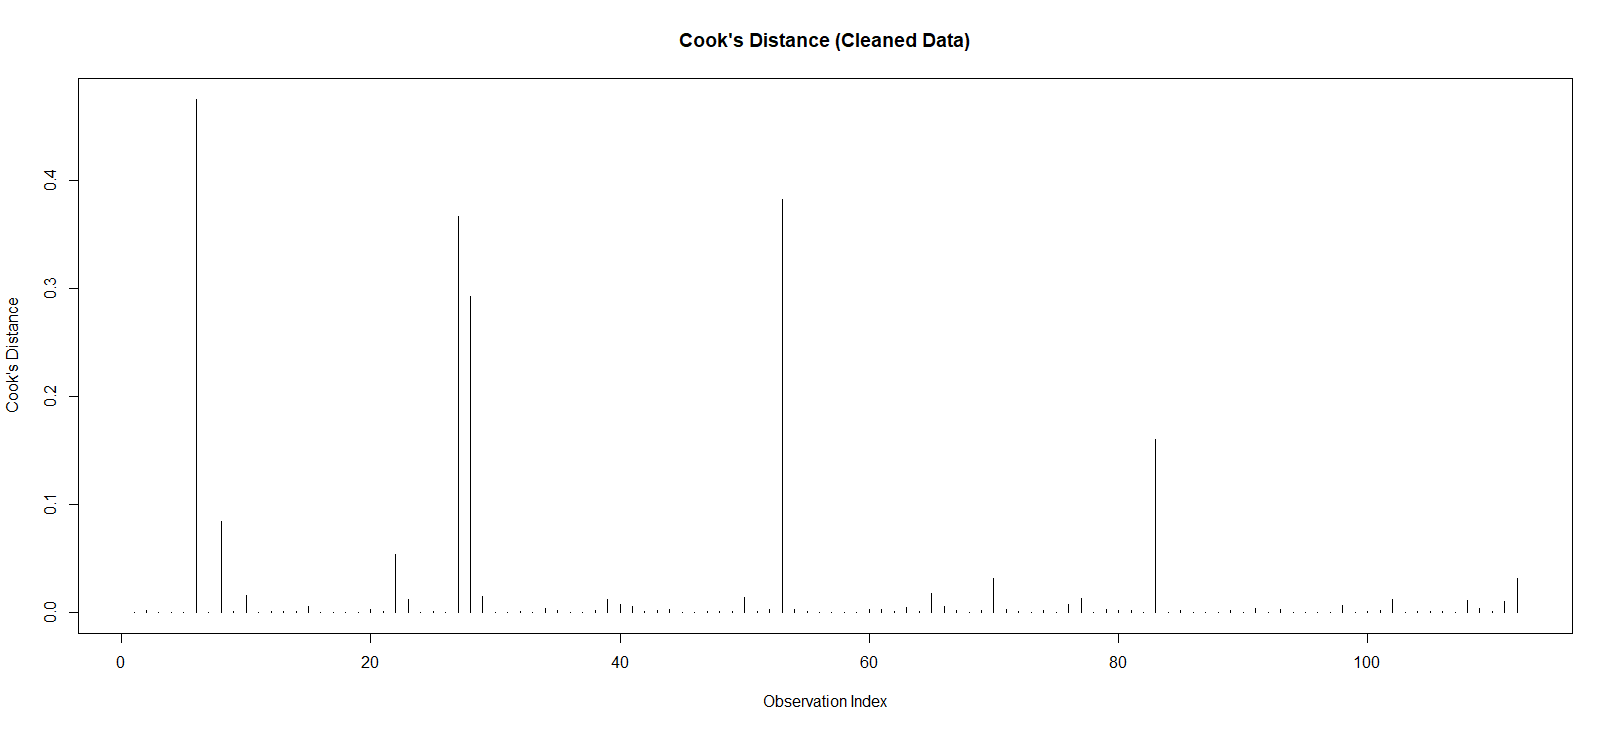 Cook's Distance (Cleaned Data)
Cook's Distance
0.4
0.3
0.2
0.1
0.0
0 20 40 60 80 100
Observation Index